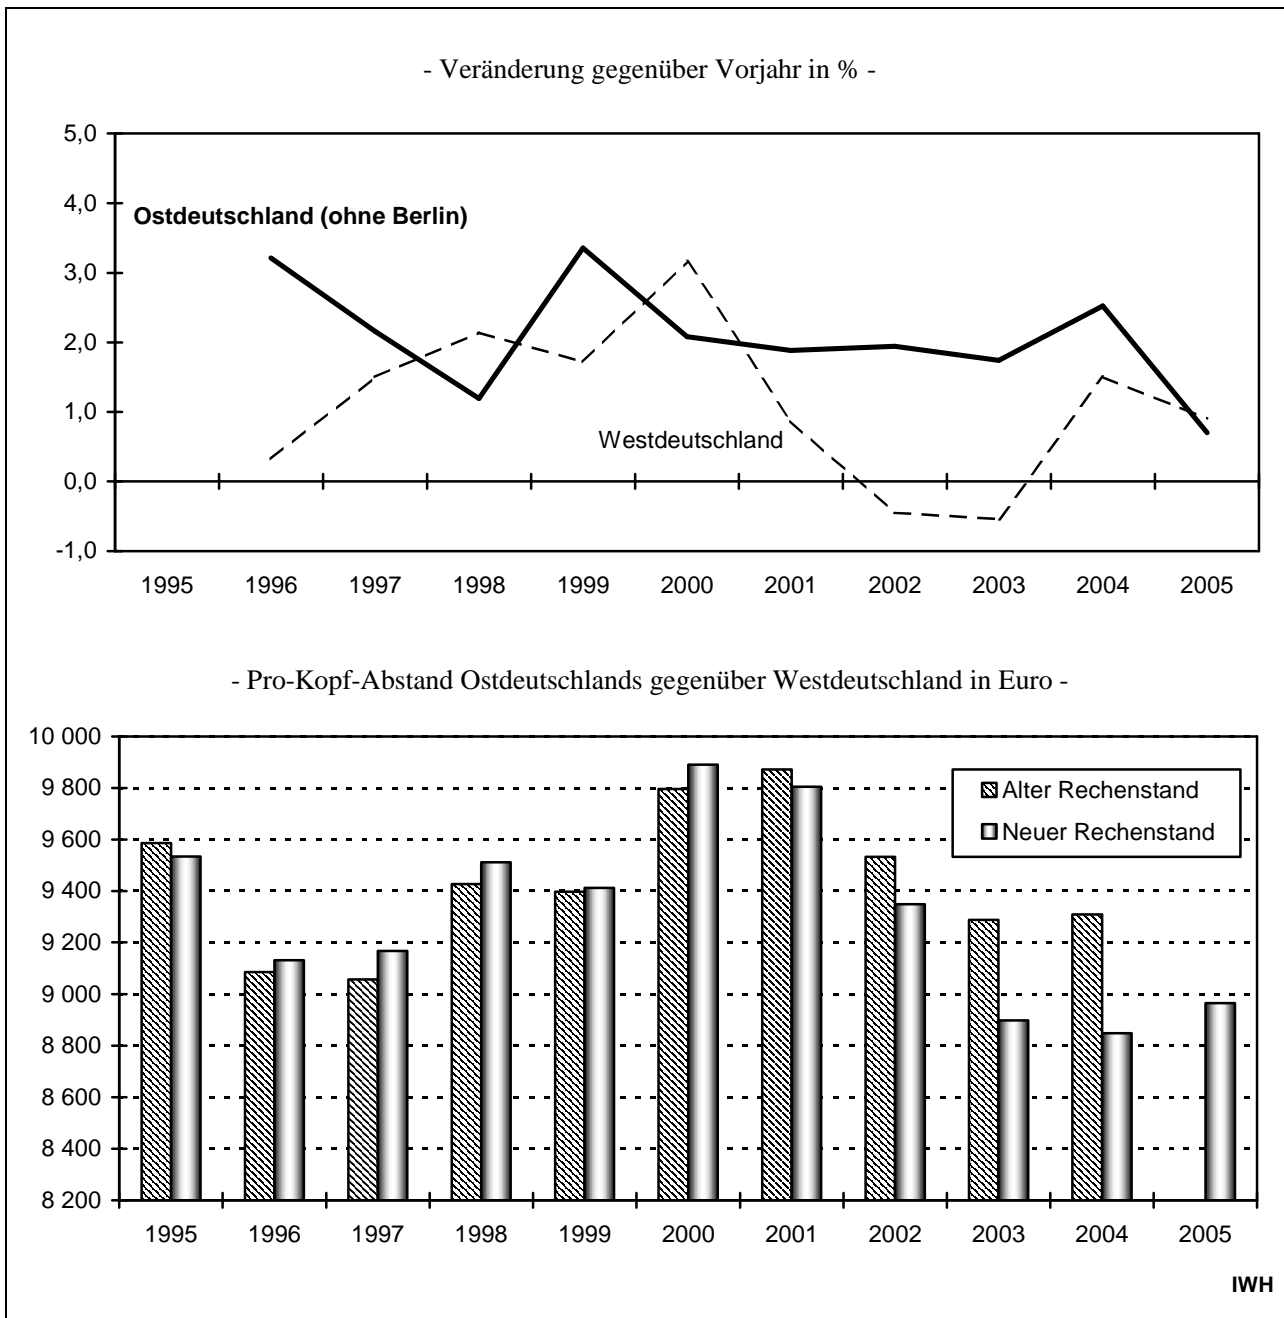 - Veränderung gegenüber Vorjahr in % -
5,0
4,0
Ostdeutschland (ohne Berlin)
3,0
2,0
1,0
Westdeutschland
0,0
-1,0
1995 1996 1997 1998 1999 2000 2001 2002 2003 2004 2005
- Pro-Kopf-Abstand Ostdeutschlands gegenüber Westdeutschland in Euro -
10 000
9 800
Alter Rechenstand
9 600
Neuer Rechenstand
9 400
9 200
9 000
8 800
8 600
8 400
8 200
1995 1996 1997 1998 1999 2000 2001 2002 2003 2004 2005
IWH